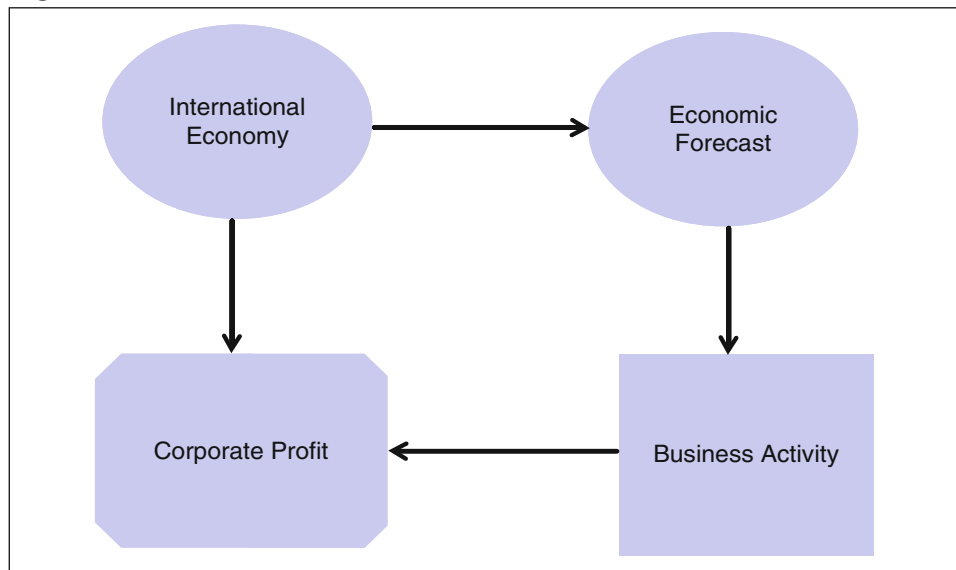 International
Economy
Economic
Forecast
Corporate Profit
Business Activity